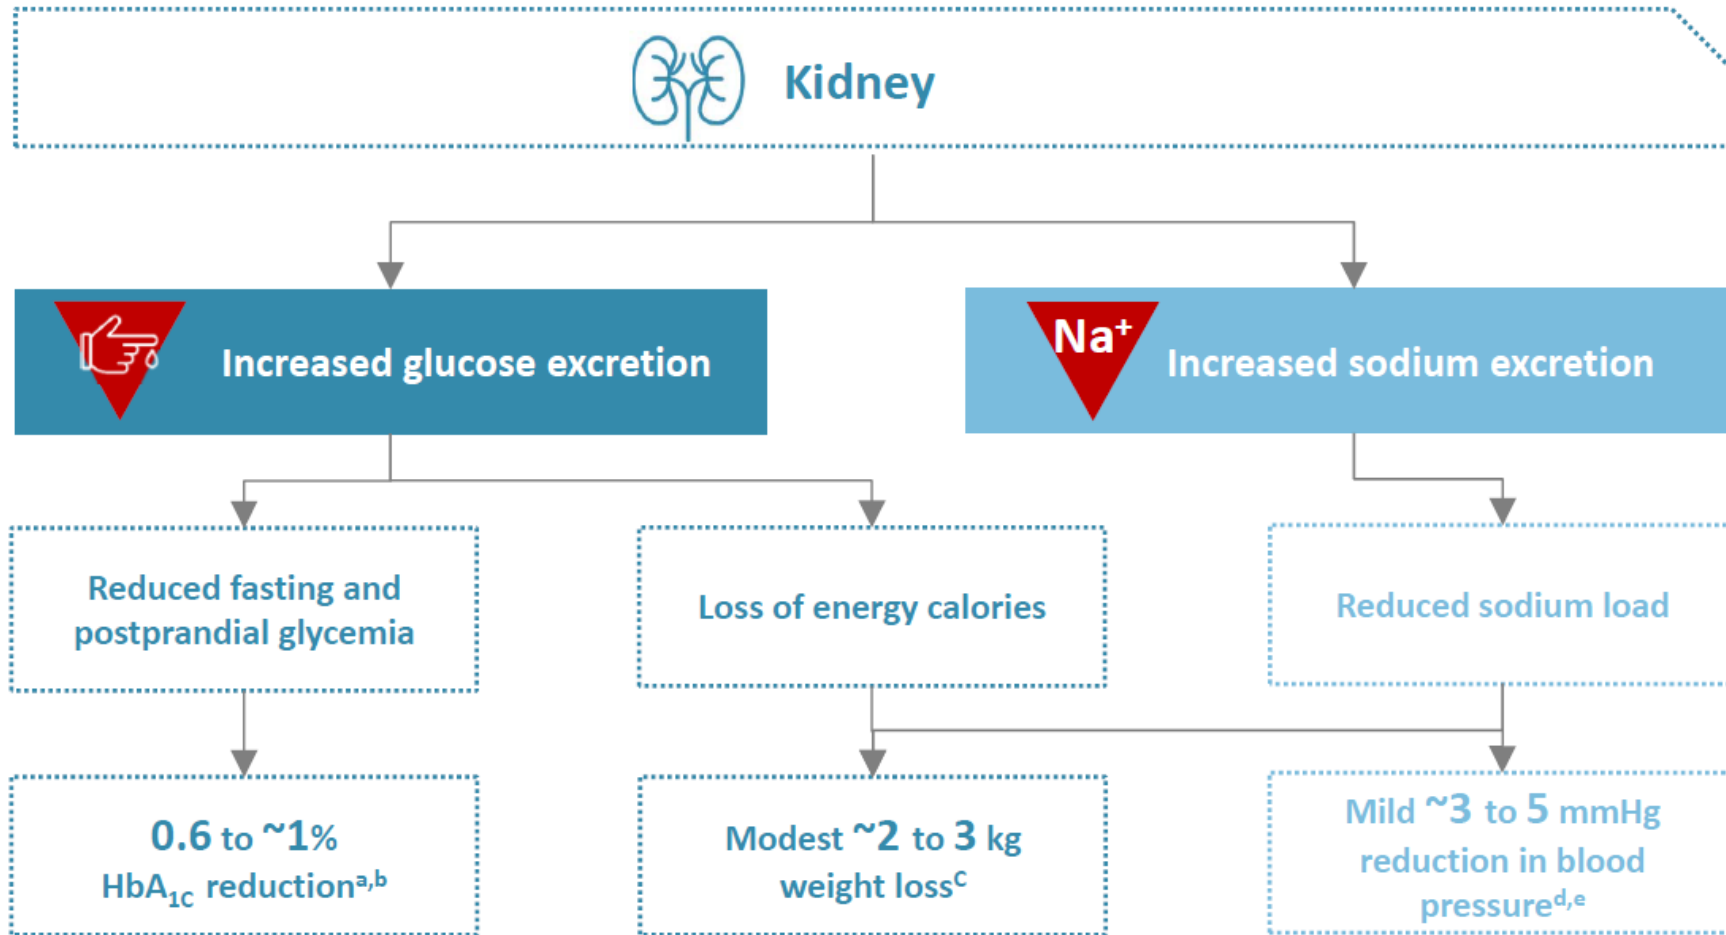 Kidney
Increased glucose excretion
Na⁺
Increased sodium excretion
Reduced fasting and
postprandial glycemia
Loss of energy calories
Reduced sodium load
0.6 to ~1%
HbA₁C reductionᵃ,ᵇ
Modest ~2 to 3 kg
weight lossᶜ
Mild ~3 to 5 mmHg
reduction in blood
pressureᵈ,ᵉ